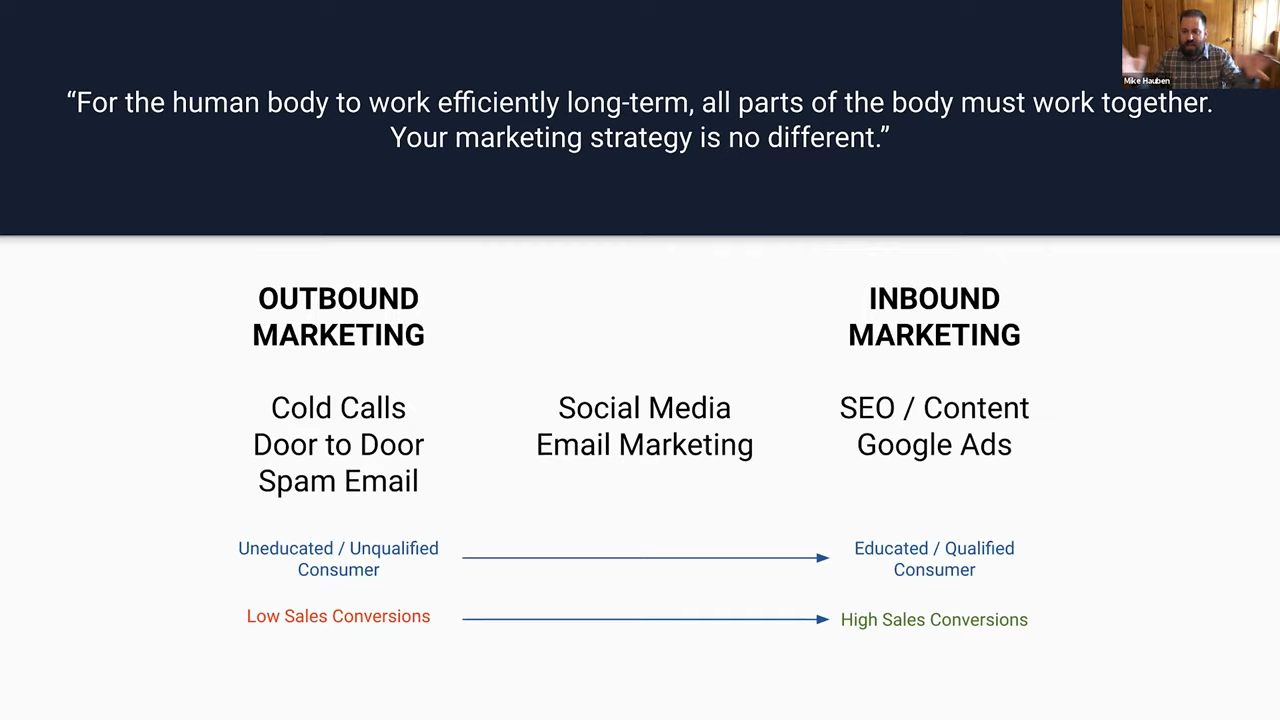 Mike Hauben
“For the human body to work efficiently long-term, all parts of the body must work together.
Your marketing strategy is no different.”
OUTBOUND
MARKETING
Cold Calls
Door to Door
Spam Email
Social Media
Email Marketing
INBOUND
MARKETING
SEO / Content
Google Ads
Uneducated / Unqualified
Consumer
Educated / Qualified
Consumer
Low Sales Conversions
High Sales Conversions